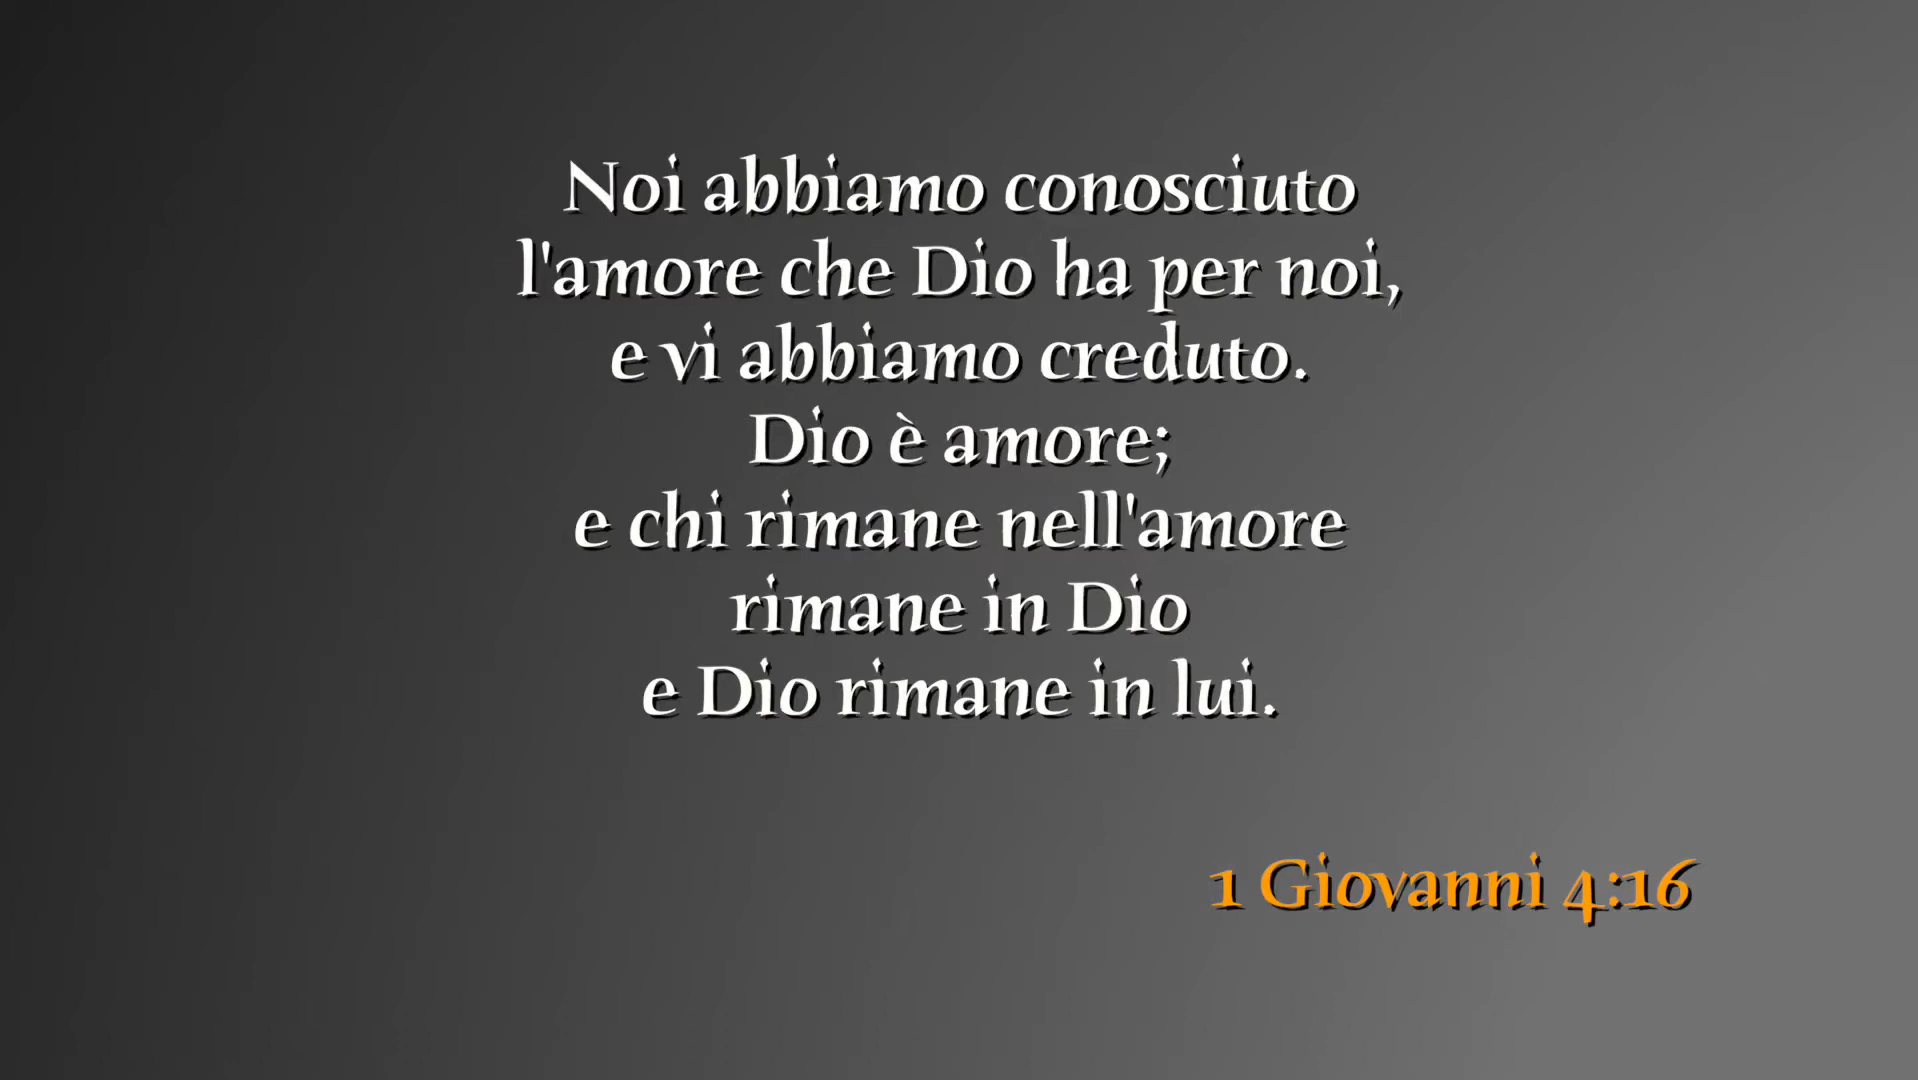 Noi abbiamo conosciuto
l'amore che Dio ha per noi,
e vi abbiamo creduto.
Dio è amore;
e chi rimane nell'amore
rimane in Dio
e Dio rimane in lui.
1 Giovanni 4:16